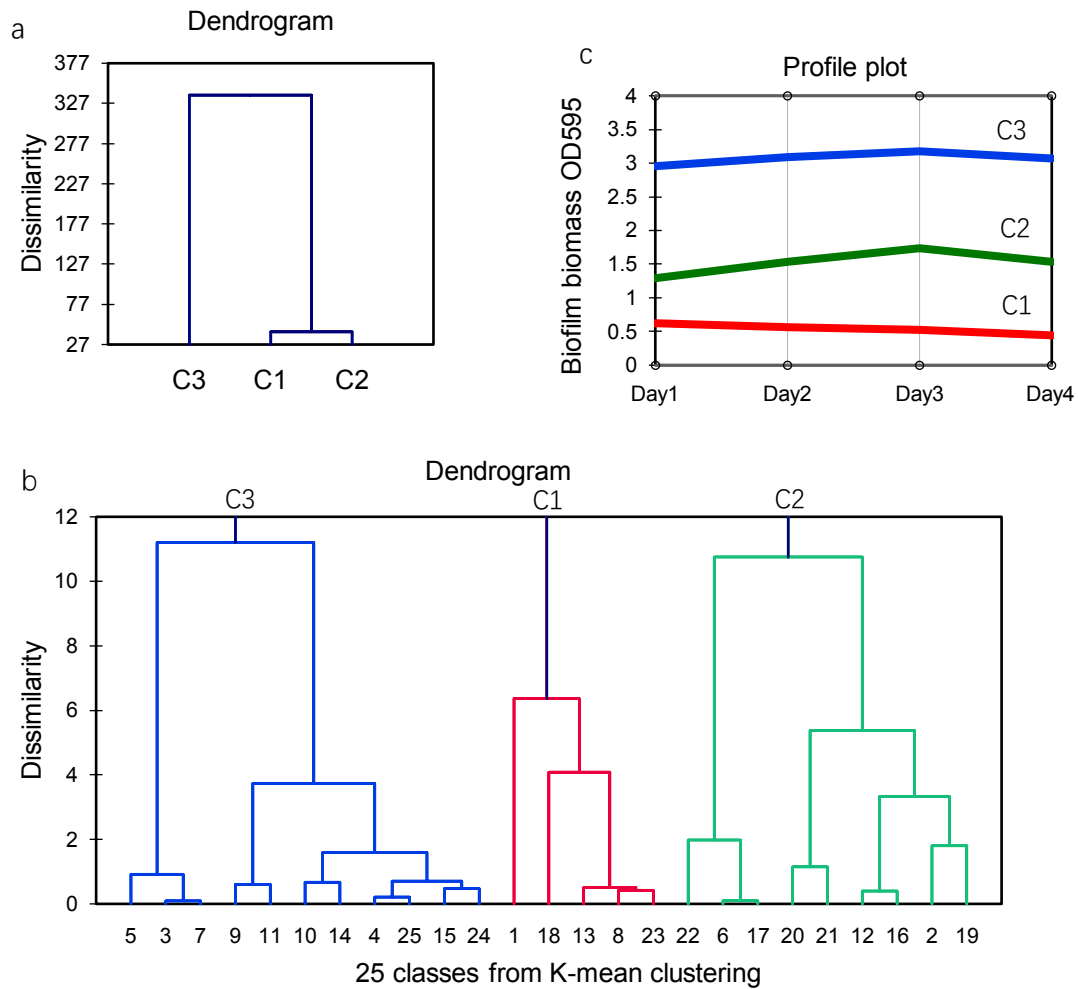 a
Dendrogram
377
327
277
227
177
127
77
27
Dissimilarity
C3 C1 C2
c
Profile plot
4
3.5
3
2.5
2
1.5
1
0.5
0
Biofilm biomass OD595
C3
C2
C1
Day1 Day2 Day3 Day4
b
Dendrogram
C3 C1 C2
12
10
8
6
4
2
0
Dissimilarity
5 3 7 9 11 10 14 4 25 15 24 1 18 13 8 23 22 6 17 20 21 12 16 2 19
25 classes from K-mean clustering